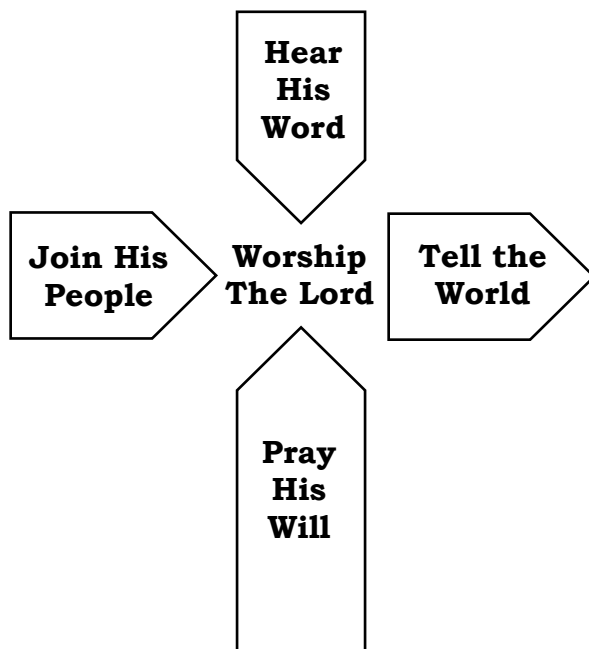 Hear
His
Word
Join His
People
Worship
The Lord
Tell the
World
Pray
His
Will